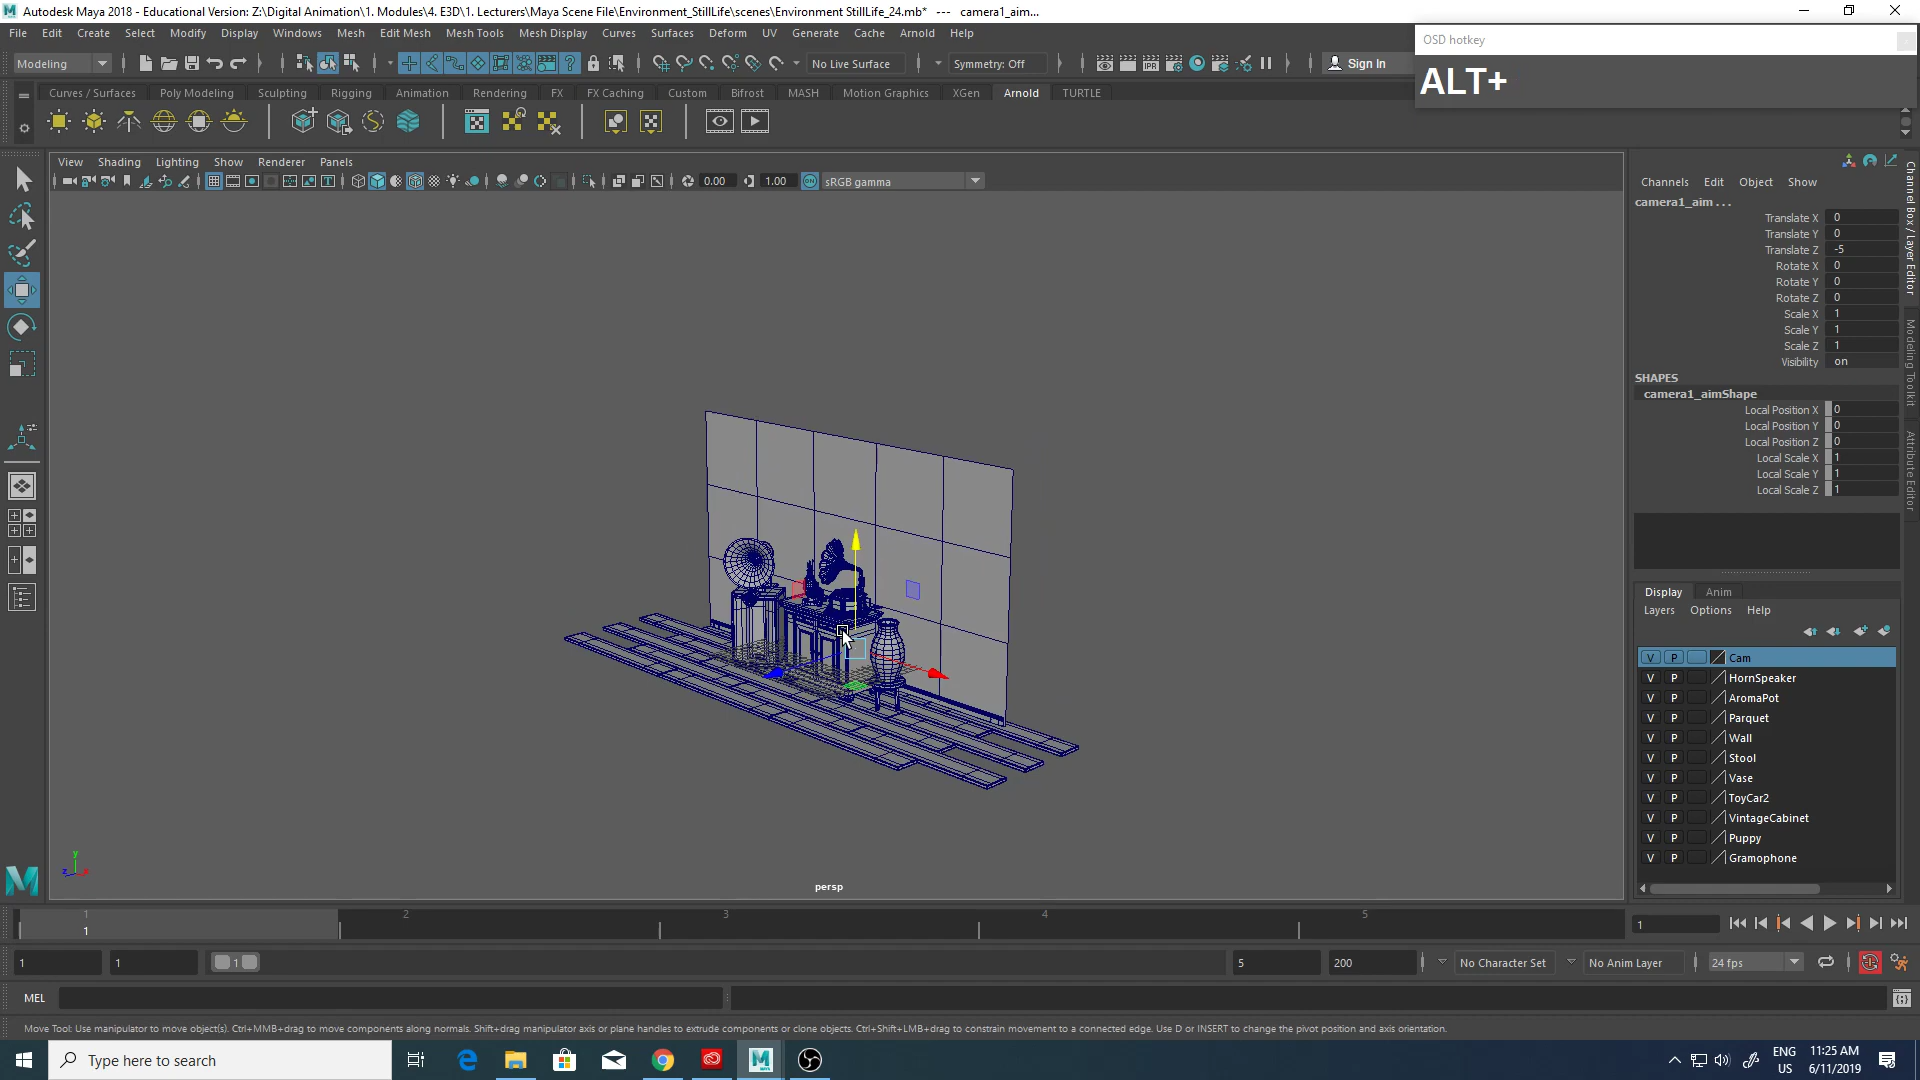 Autodesk Maya 2018 - Educational Version: Z:\Digital Animation\1. Modules\4. E3D\1. Lecturers\Maya Scene File\Environment_StillLife\scenes\Environment StillLife_24.mb*   ---   camera1_aim...
File Edit Create Select Modify Display Windows Mesh Edit Mesh Mesh Tools Mesh Display Curves Surfaces Deform UV Generate Cache Arnold Help
OSD hotkey
ALT+
Modeling No Live Surface Symmetry: Off IPR Sign In
Curves / Surfaces Poly Modeling Sculpting Rigging Animation Rendering FX FX Caching Custom Bifrost MASH Motion Graphics XGen Arnold TURTLE
View Shading Lighting Show Renderer Panels
0.00 1.00 ON sRGB gamma
Channels Edit Object Show
camera1_aim ...
Translate X 0
Translate Y 0
Translate Z -5
Rotate X 0
Rotate Y 0
Rotate Z 0
Scale X 1
Scale Y 1
Scale Z 1
Visibility on
SHAPES
camera1_aimShape
Local Position X 0
Local Position Y 0
Local Position Z 0
Local Scale X 1
Local Scale Y 1
Local Scale Z 1
Channel Box / Layer Editor
Modeling Toolkit
Attribute Editor
Display Anim
Layers Options Help
V P Cam
V P HornSpeaker
V P AromaPot
V P Parquet
V P Wall
V P Stool
V P Vase
V P ToyCar2
V P VintageCabinet
V P Puppy
V P Gramophone
y
z x
persp
1 2 3 4 5
1
1
1 1 1 5 200 No Character Set No Anim Layer 24 fps
MEL
Move Tool: Use manipulator to move object(s). Ctrl+MMB+drag to move components along normals. Shift+drag manipulator axis or plane handles to extrude components or clone objects. Ctrl+Shift+LMB+drag to constrain movement to a connected edge. Use D or INSERT to change the pivot position and axis orientation.
Type here to search
ENG
US
11:25 AM
6/11/2019